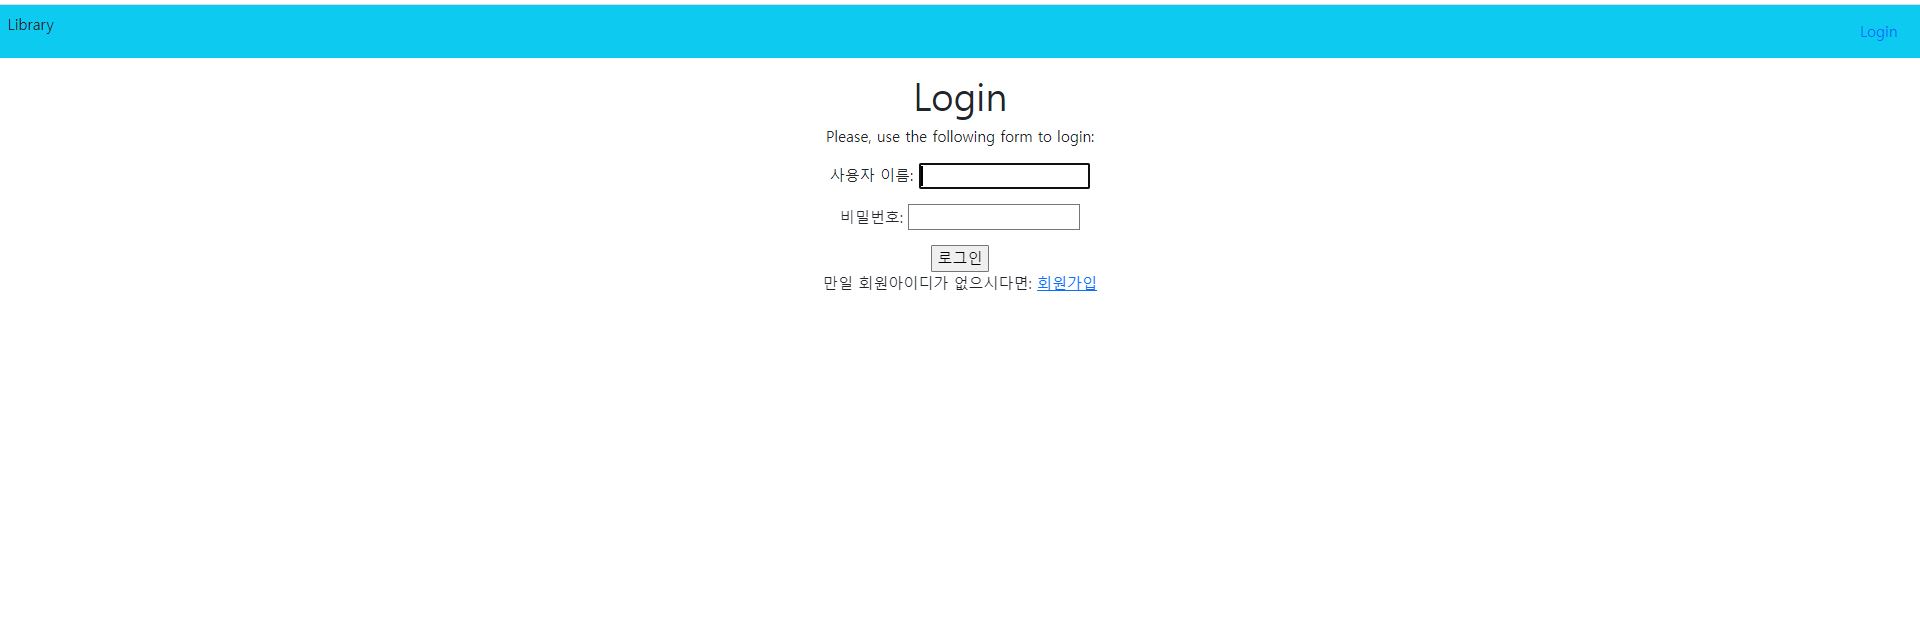 Library
Login
Login
Please, use the following form to login:
사용자 이름:
비밀번호:
로그인
만일 회원아이디가 없으시다면: 회원가입